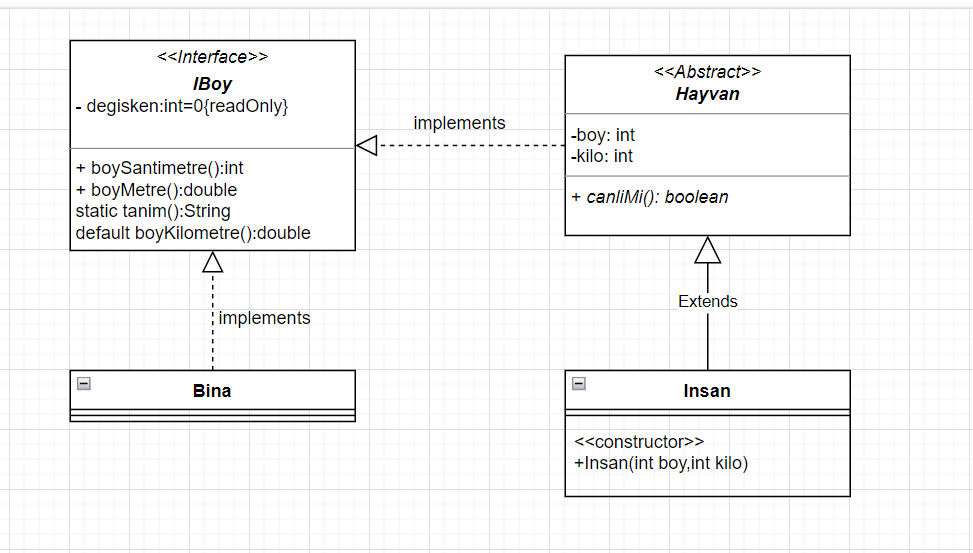 <<Interface>>
IBoy
- degisken:int=0{readOnly}
+ boySantimetre():int
+ boyMetre():double
static tanim():String
default boyKilometre():double
implements
<<Abstract>>
Hayvan
-boy: int
-kilo: int
+ canliMi(): boolean
implements
Extends
Bina
Insan
<<constructor>>
+Insan(int boy,int kilo)